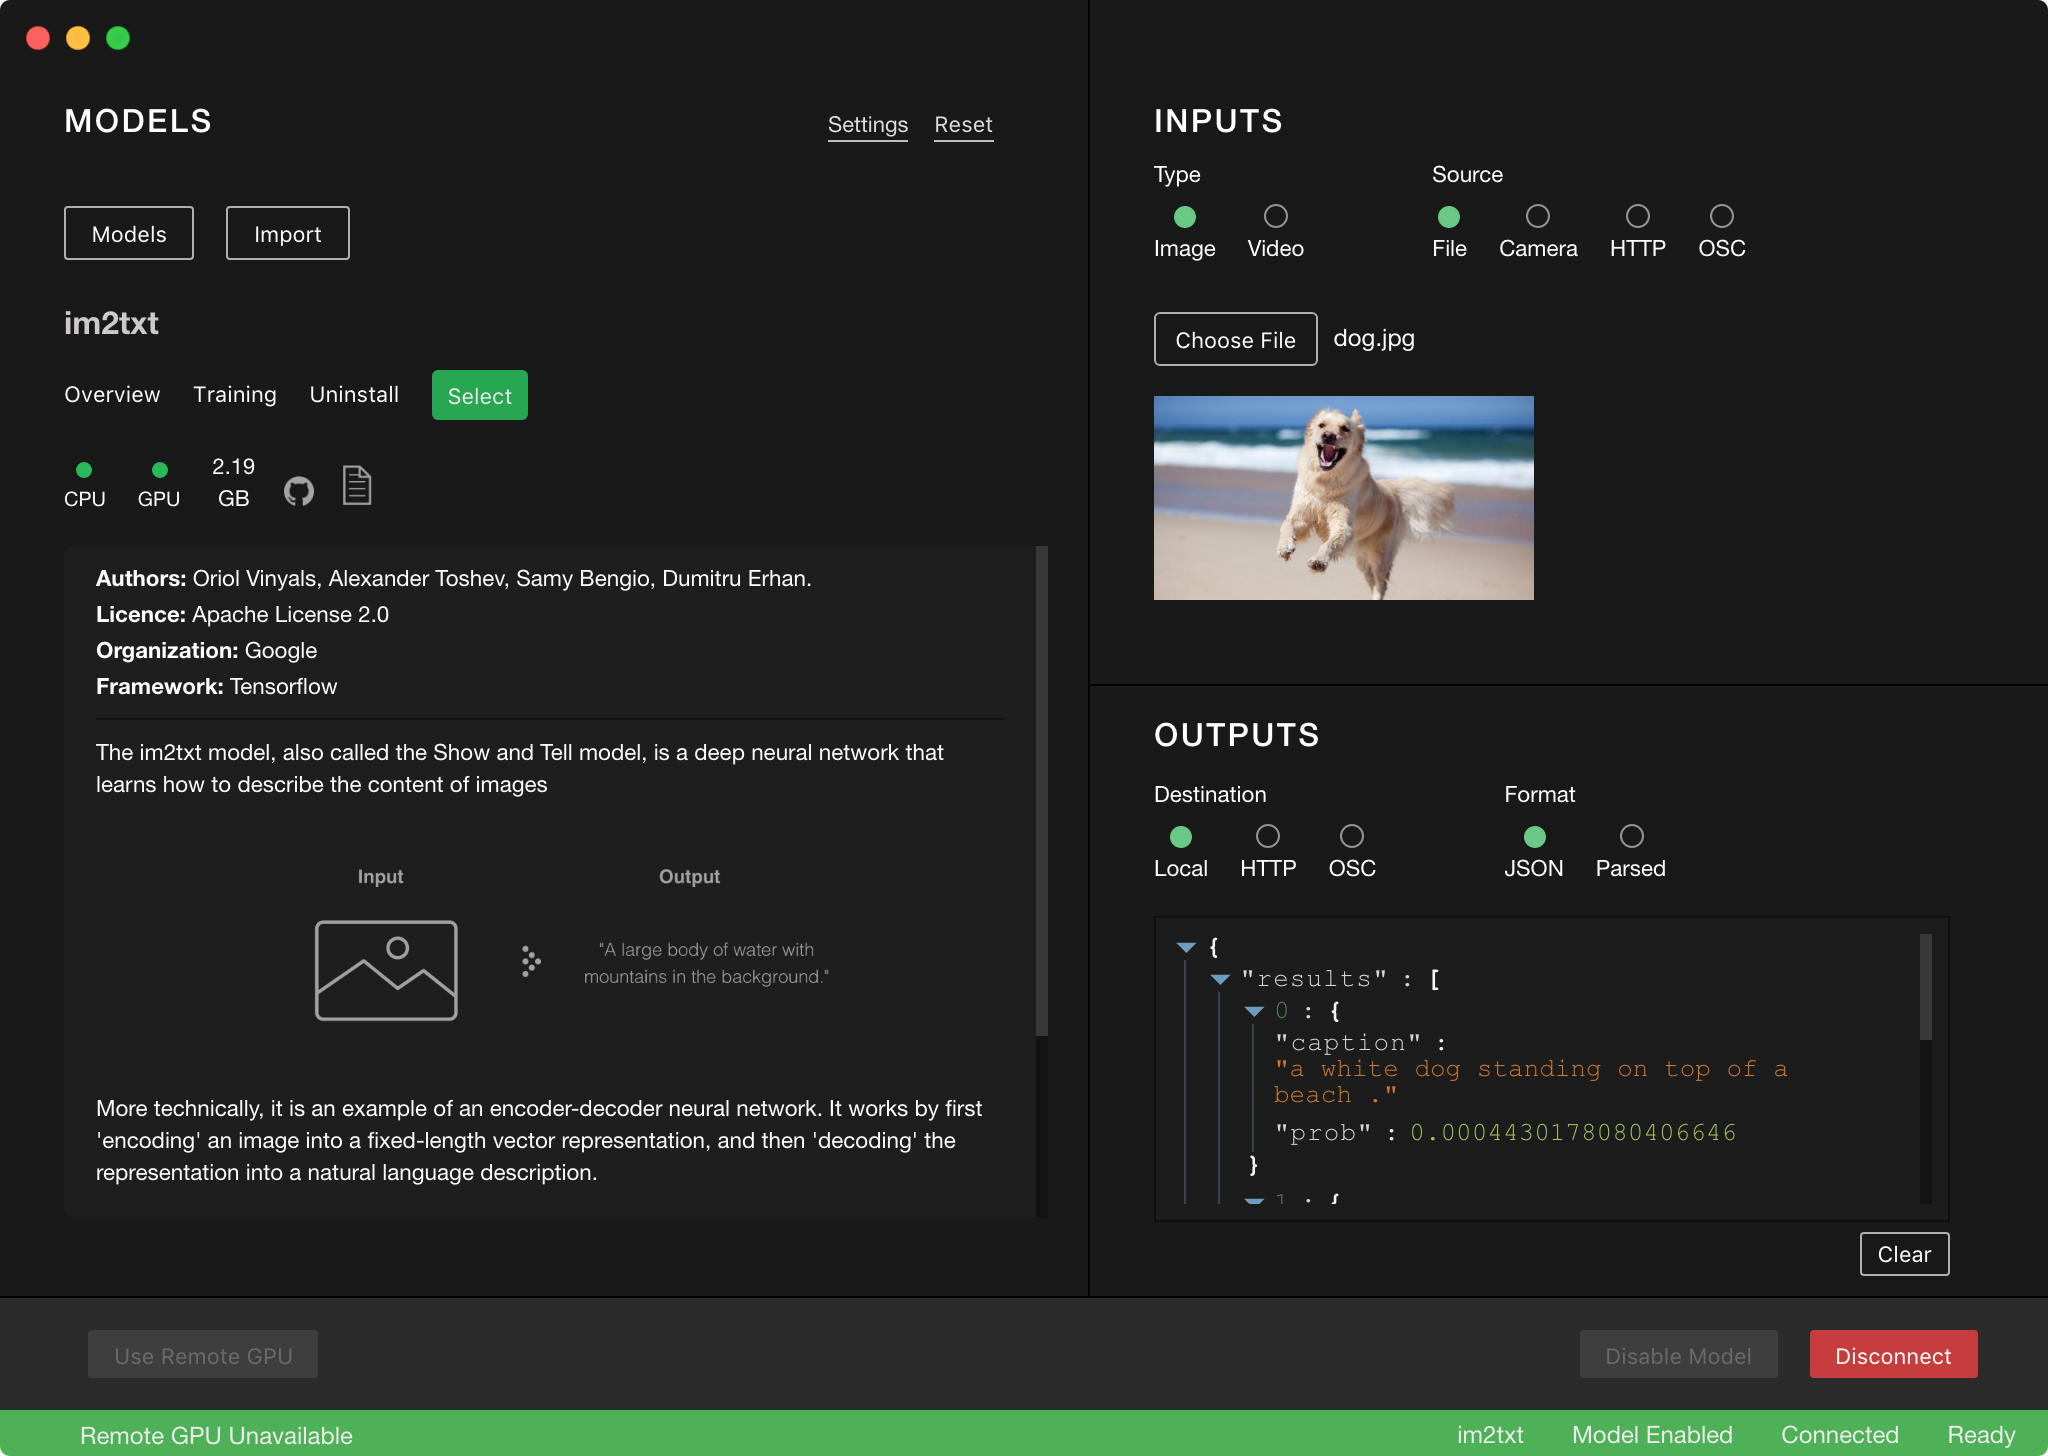 MODELS
Settings Reset
Models Import
im2txt
Overview Training Uninstall Select
CPU GPU 2.19 GB
Authors: Oriol Vinyals, Alexander Toshev, Samy Bengio, Dumitru Erhan.
Licence: Apache License 2.0
Organization: Google
Framework: Tensorflow
The im2txt model, also called the Show and Tell model, is a deep neural network that
learns how to describe the content of images
Input Output
"A large body of water with
mountains in the background."
More technically, it is an example of an encoder-decoder neural network. It works by first
'encoding' an image into a fixed-length vector representation, and then 'decoding' the
representation into a natural language description.
INPUTS
Type Source
Image Video File Camera HTTP OSC
Choose File dog.jpg
OUTPUTS
Destination Format
Local HTTP OSC JSON Parsed
{
"results" : [
0 : {
"caption" :
"a white dog standing on top of a
beach ."
"prob" : 0.0004430178080406646
}
1 : {
Clear
Use Remote GPU Disable Model Disconnect
Remote GPU Unavailable im2txt Model Enabled Connected Ready